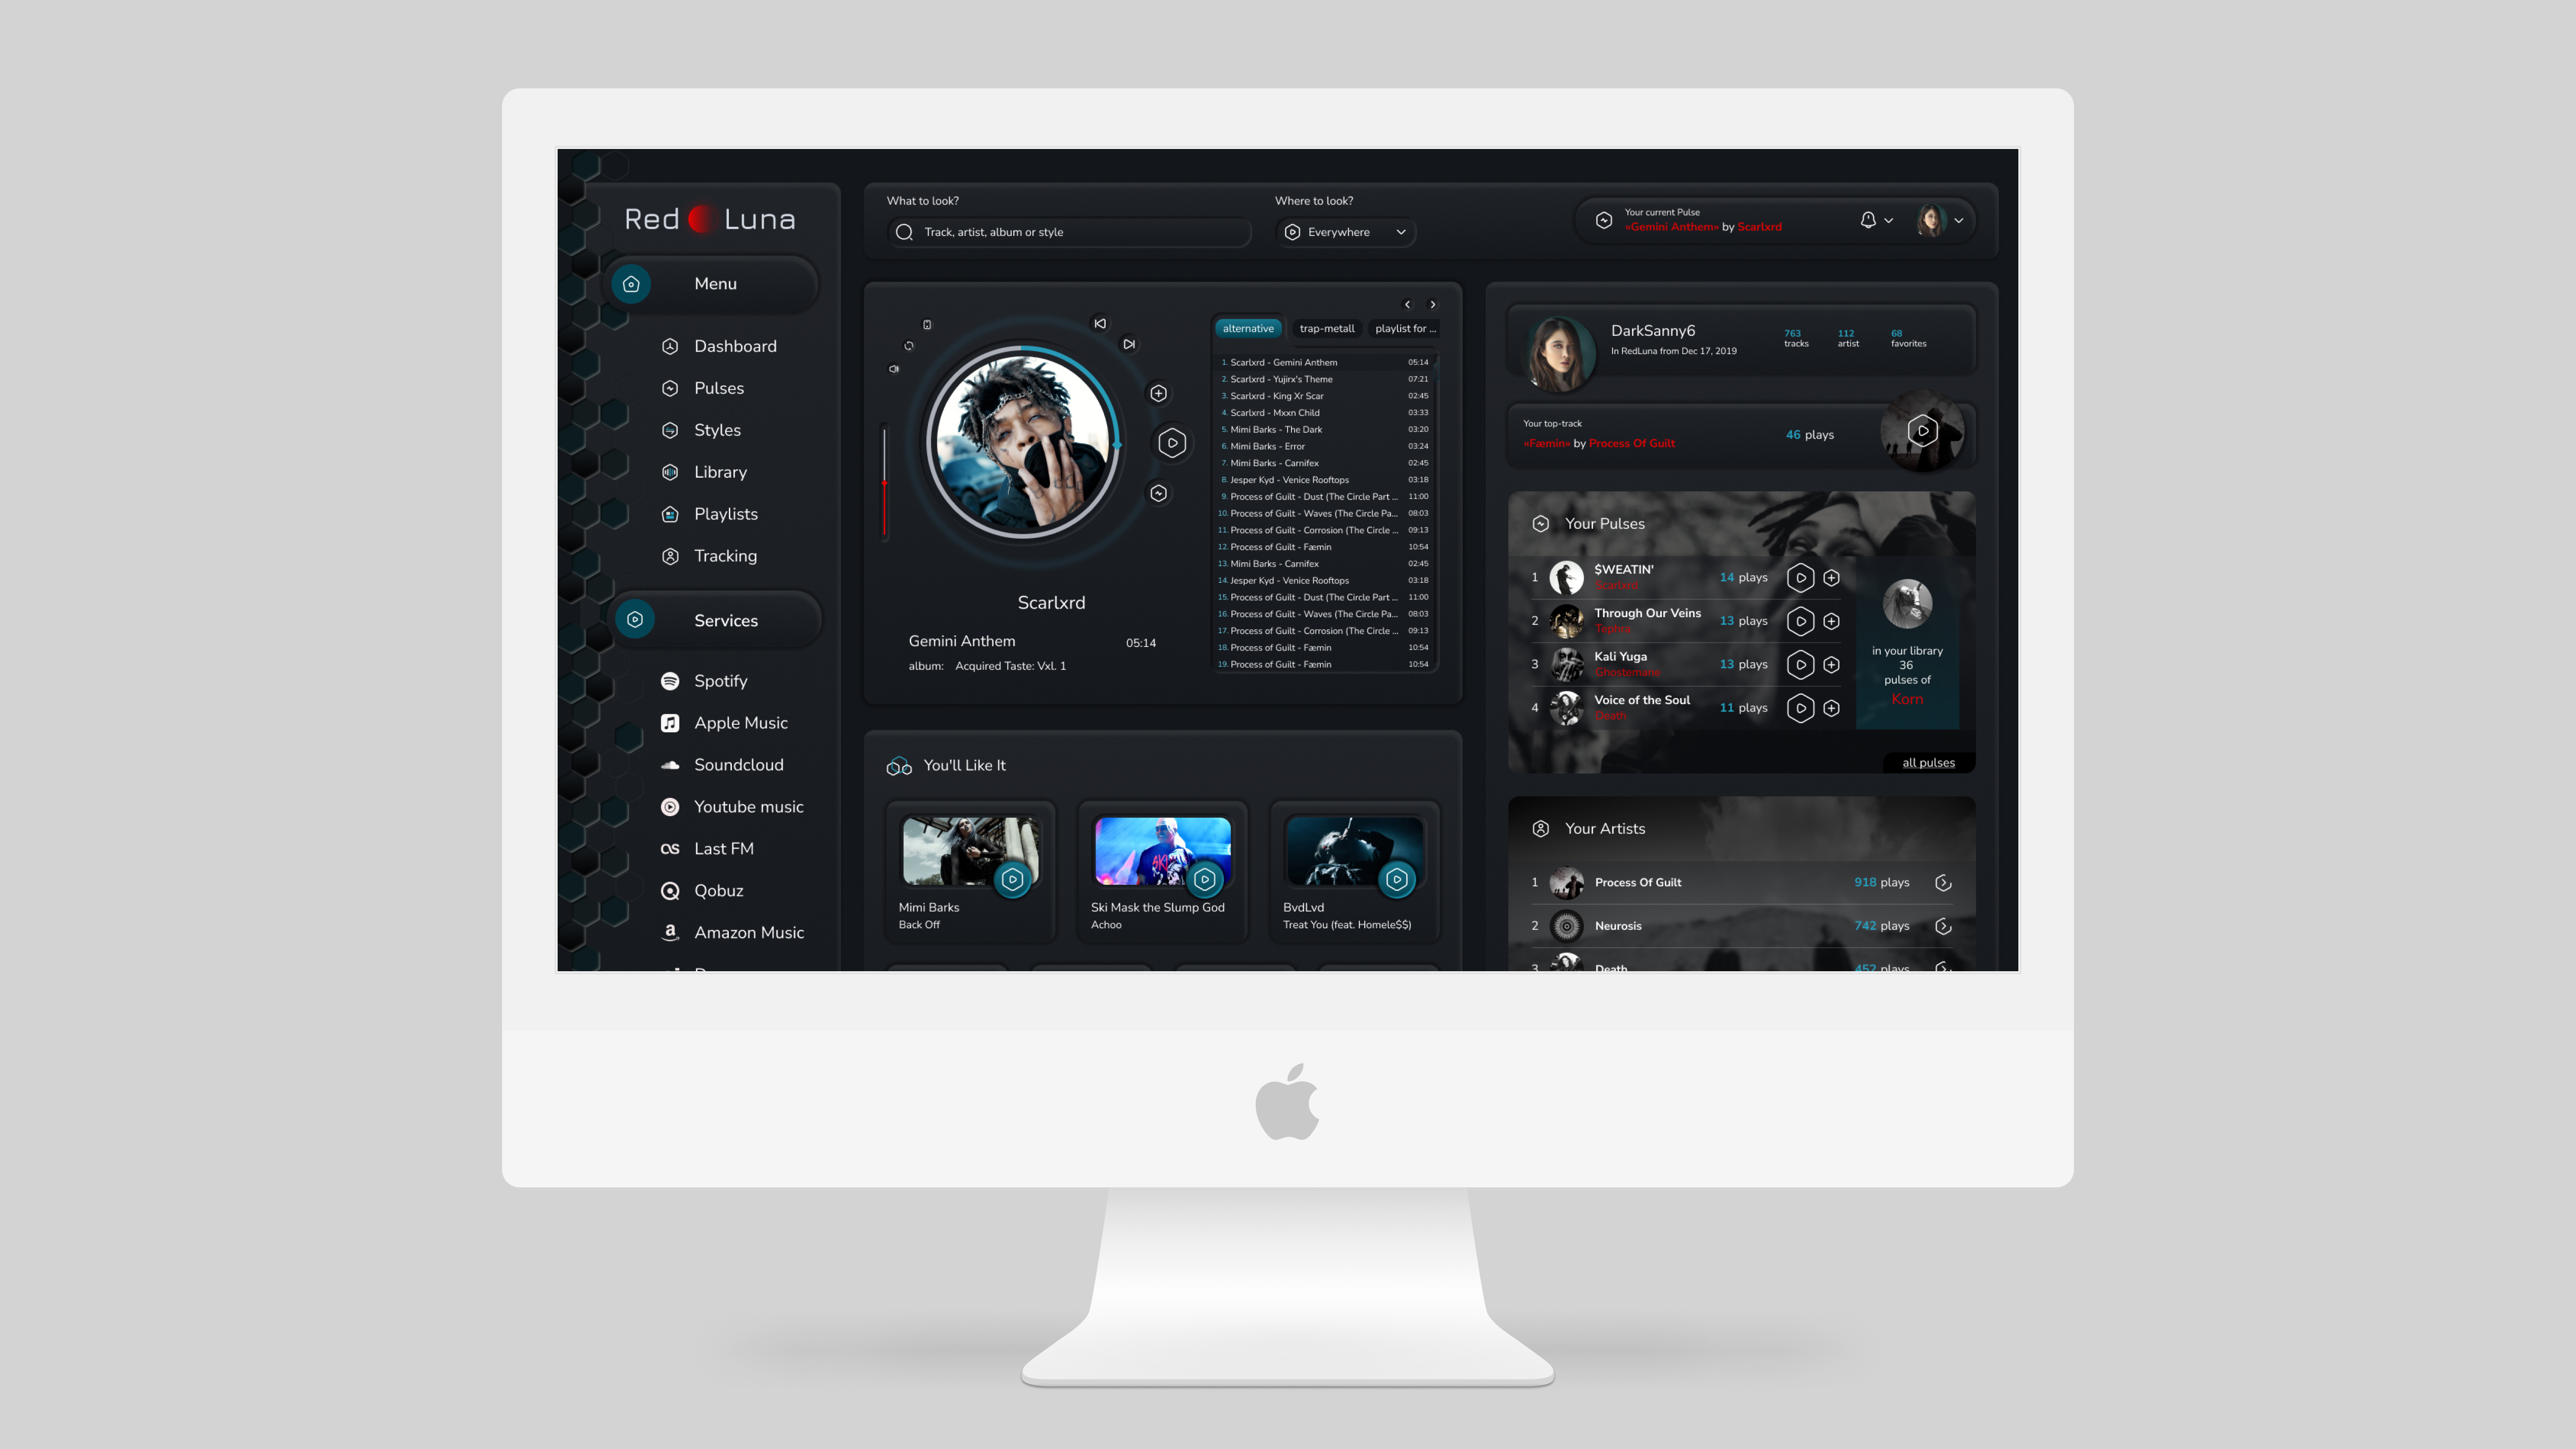 Red Luna
Menu
Dashboard
Pulses
Styles
Library
Playlists
Tracking
Services
Spotify
Apple Music
Soundcloud
Youtube music
Last FM
Qobuz
Amazon Music
What to look?
Track, artist, album or style
Where to look?
Everywhere
Your current Pulse
«Gemini Anthem» by Scarlxrd
Scarlxrd
Gemini Anthem 05:14
album: Acquired Taste: Vxl. 1
alternative trap-metall playlist for ...
1. Scarlxrd - Gemini Anthem 05:14
2. Scarlxrd - Yujirx's Theme 07:21
3. Scarlxrd - King Xr Scar 02:45
4. Scarlxrd - Mxxn Child 03:33
5. Mimi Barks - The Dark 03:20
6. Mimi Barks - Error 03:24
7. Mimi Barks - Carnifex 02:45
8. Jesper Kyd - Venice Rooftops 03:18
9. Process of Guilt - Dust (The Circle Part ... 11:00
10. Process of Guilt - Waves (The Circle Pa... 08:03
11. Process of Guilt - Corrosion (The Circle ... 09:13
12. Process of Guilt - Fæmin 10:54
13. Mimi Barks - Carnifex 02:45
14. Jesper Kyd - Venice Rooftops 03:18
15. Process of Guilt - Dust (The Circle Part ... 11:00
16. Process of Guilt - Waves (The Circle Pa... 08:03
17. Process of Guilt - Corrosion (The Circle ... 09:13
18. Process of Guilt - Fæmin 10:54
19. Process of Guilt - Fæmin 10:54
You'll Like It
Mimi Barks
Back Off
SKI
Ski Mask the Slump God
Achoo
BvdLvd
Treat You (feat. Homele$$)
DarkSanny6
In RedLuna from Dec 17, 2019
763 112 68
tracks artist favorites
Your top-track
«Fæmin» by Process Of Guilt
46 plays
Your Pulses
1 $WEATIN' 14 plays
Scarlxrd
2 Through Our Veins 13 plays
Tephra
3 Kali Yuga 13 plays
Ghostemane
4 Voice of the Soul 11 plays
Death
in your library
36
pulses of
Korn
all pulses
Your Artists
1 Process Of Guilt 918 plays
2 Neurosis 742 plays
3 Death 452 plays